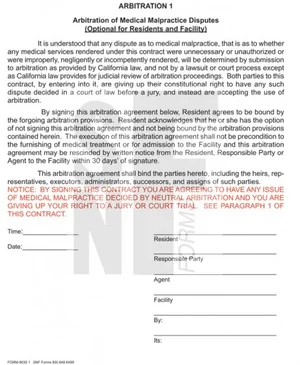 ARBITRATION 1
Arbitration of Medical Malpractice Disputes
(Optional for Residents and Facility)
It is understood that any dispute as to medical malpractice, that is as to whether
any medical services rendered under this contract were unnecessary or unauthorized or
were improperly, negligently or incompetently rendered, will be determined by submission
to arbitration as provided by California law, and not by a lawsuit or court process except
as California law provides for judicial review of arbitration proceedings. Both parties to this
contract, by entering into it, are giving up their constitutional right to have any such
dispute decided in a court of law before a jury, and instead are accepting the use of
arbitration.
By signing this arbitration agreement below, Resident agrees to be bound by
the forgoing arbitration provisions. Resident acknowledges that he or she has the option
of not signing this arbitration agreement and not being bound by the arbitration provisions
contained herein. The execution of this arbitration agreement shall not be precondition to
the furnishing of medical treatment or for admission to the Facility and this arbitration
agreement may be rescinded by written notice from the Resident, Responsible Party or
Agent to the Facility within 30 days' of signature.
This arbitration agreement shall bind the parties hereto, including the heirs, rep-
resentatives, executors, administrators, successors, and assigns of such parties.
NOTICE: BY SIGNING THIS CONTRACT YOU ARE AGREEING TO HAVE ANY ISSUE
OF MEDICAL MALPRACTICE DECIDED BY NEUTRAL ARBITRATION AND YOU ARE
GIVING UP YOUR RIGHT TO A JURY OR COURT TRIAL. SEE PARAGRAPH 1 OF
THIS CONTRACT.
Time:
Date:
Resident
Responsible Party
Agent
Facility
By:
Its: